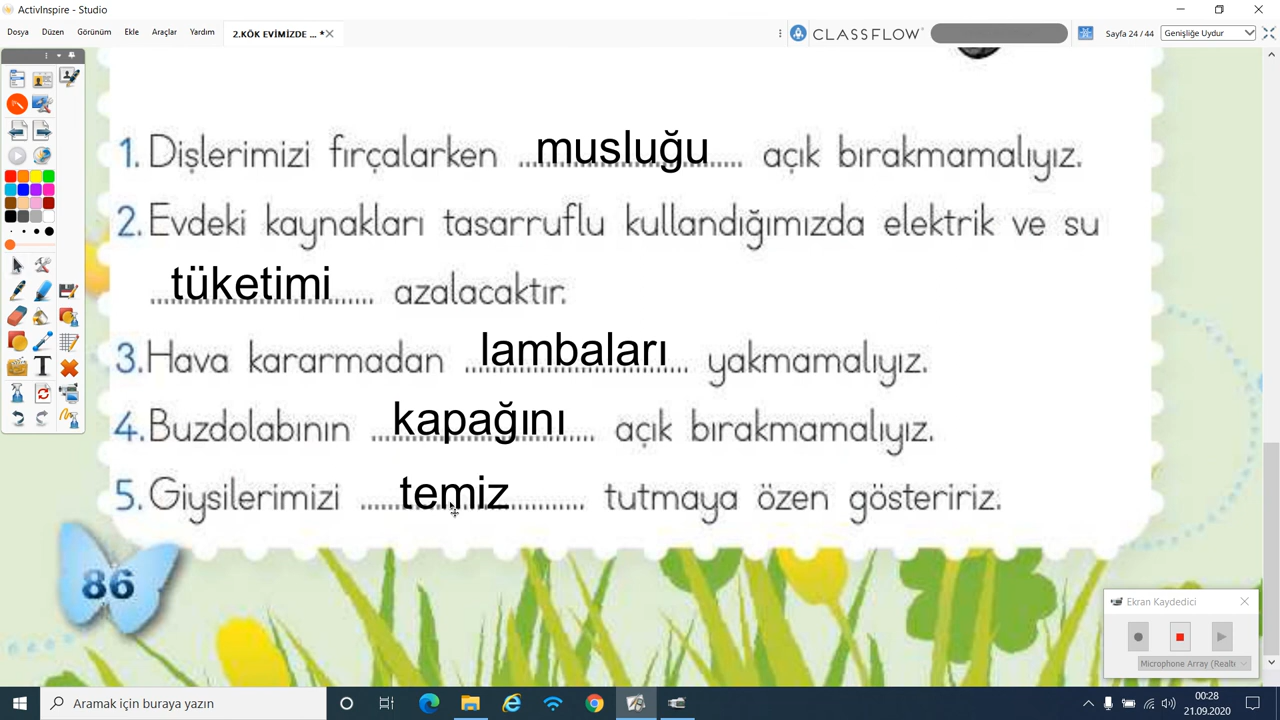 ActivInspire - Studio
Dosya Düzen Görünüm Ekle Araçlar Yardım
2.KÖK EVİMİZDE ... *
CLASSFLOW
Sayfa 24 / 44
Genişliğe Uydur
1. Dişlerimizi fırçalarken musluğu açık bırakmamalıyız.
2. Evdeki kaynakları tasarruflu kullandığımızda elektrik ve su
tüketimi azalacaktır.
3. Hava kararmadan lambaları yakmamalıyız.
4. Buzdolabının kapağını açık bırakmamalıyız.
5. Giysilerimizi temiz tutmaya özen gösteririz.
86
Ekran Kaydedici
Microphone Array (Realt
Aramak için buraya yazın
00:28
21.09.2020